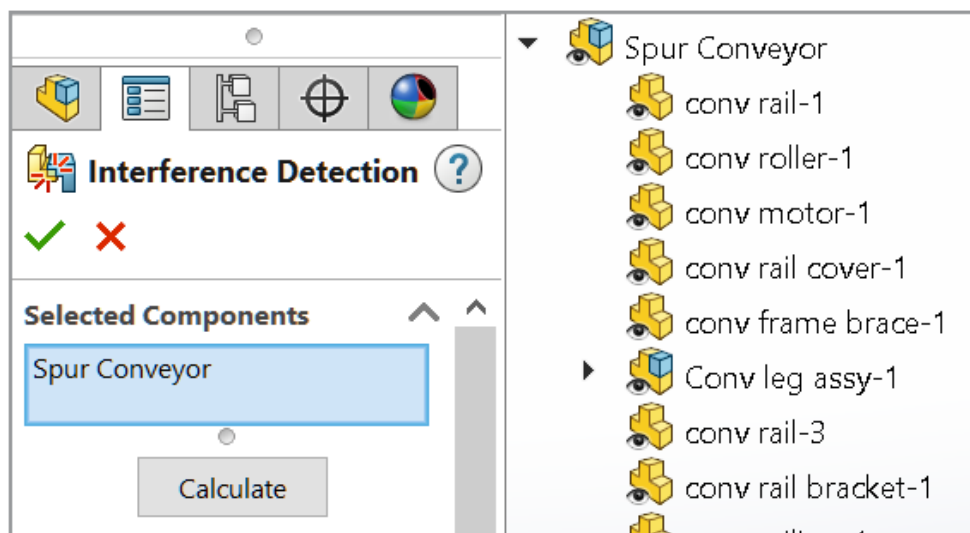 Interference Detection ?
Selected Components
Spur Conveyor
Calculate
Spur Conveyor
conv rail-1
conv roller-1
conv motor-1
conv rail cover-1
conv frame brace-1
Conv leg assy-1
conv rail-3
conv rail bracket-1